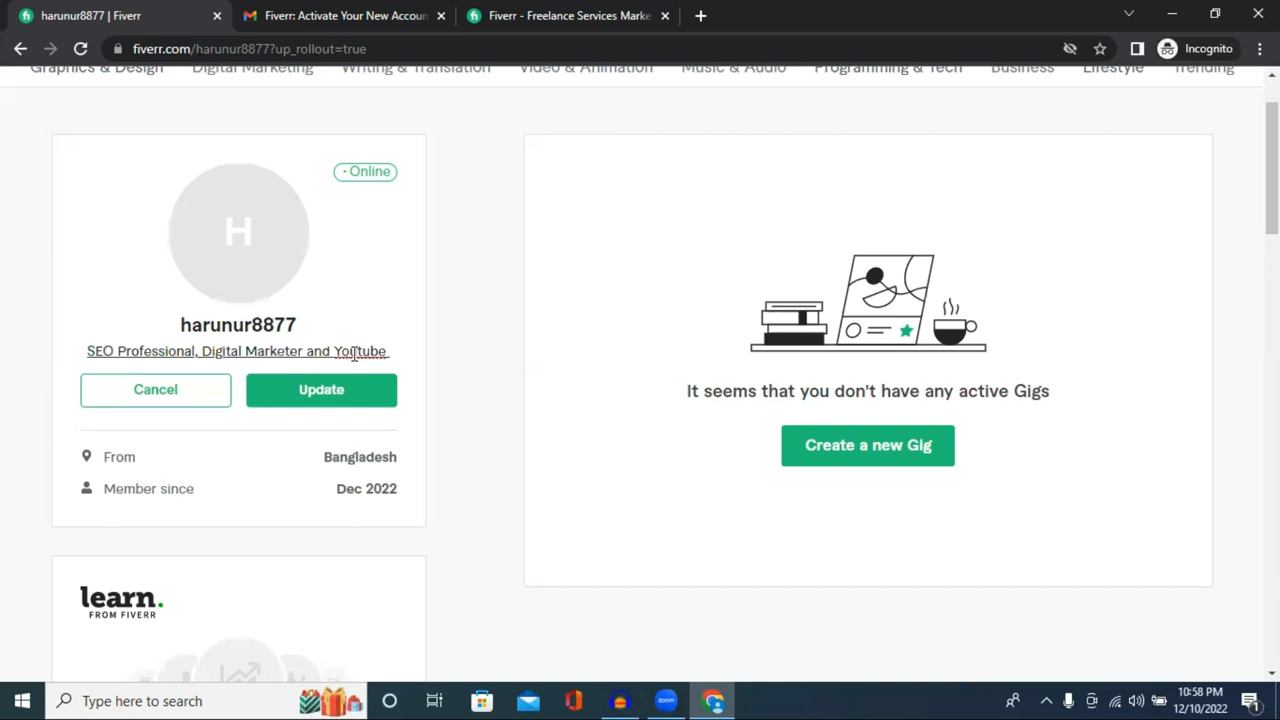 harunur8877 | Fiverr
Fiverr: Activate Your New Accoun
Fiverr - Freelance Services Marke
fiverr.com/harunur8877?up_rollout=true
Incognito
Graphics & Design Digital Marketing Writing & Translation Video & Animation Music & Audio Programming & Tech Business Lifestyle Trending
Online
H
harunur8877
SEO Professional, Digital Marketer and Youtube
Cancel
Update
From Bangladesh
Member since Dec 2022
It seems that you don't have any active Gigs
Create a new Gig
learn.
FROM FIVERR
Type here to search
zoom
10:58 PM
12/10/2022
1